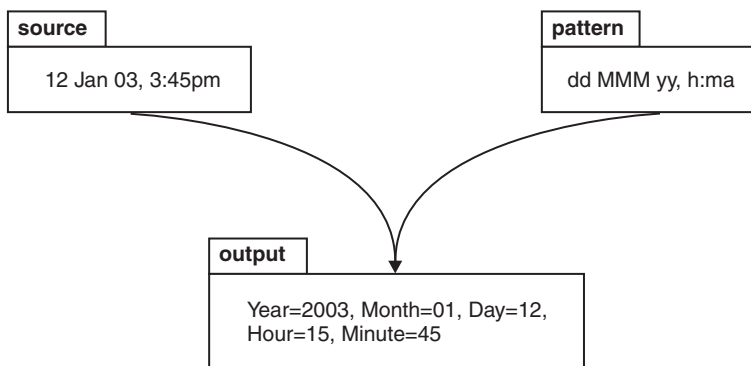 source
12 Jan 03, 3:45pm
pattern
dd MMM yy, h:ma
output
Year=2003, Month=01, Day=12,
Hour=15, Minute=45